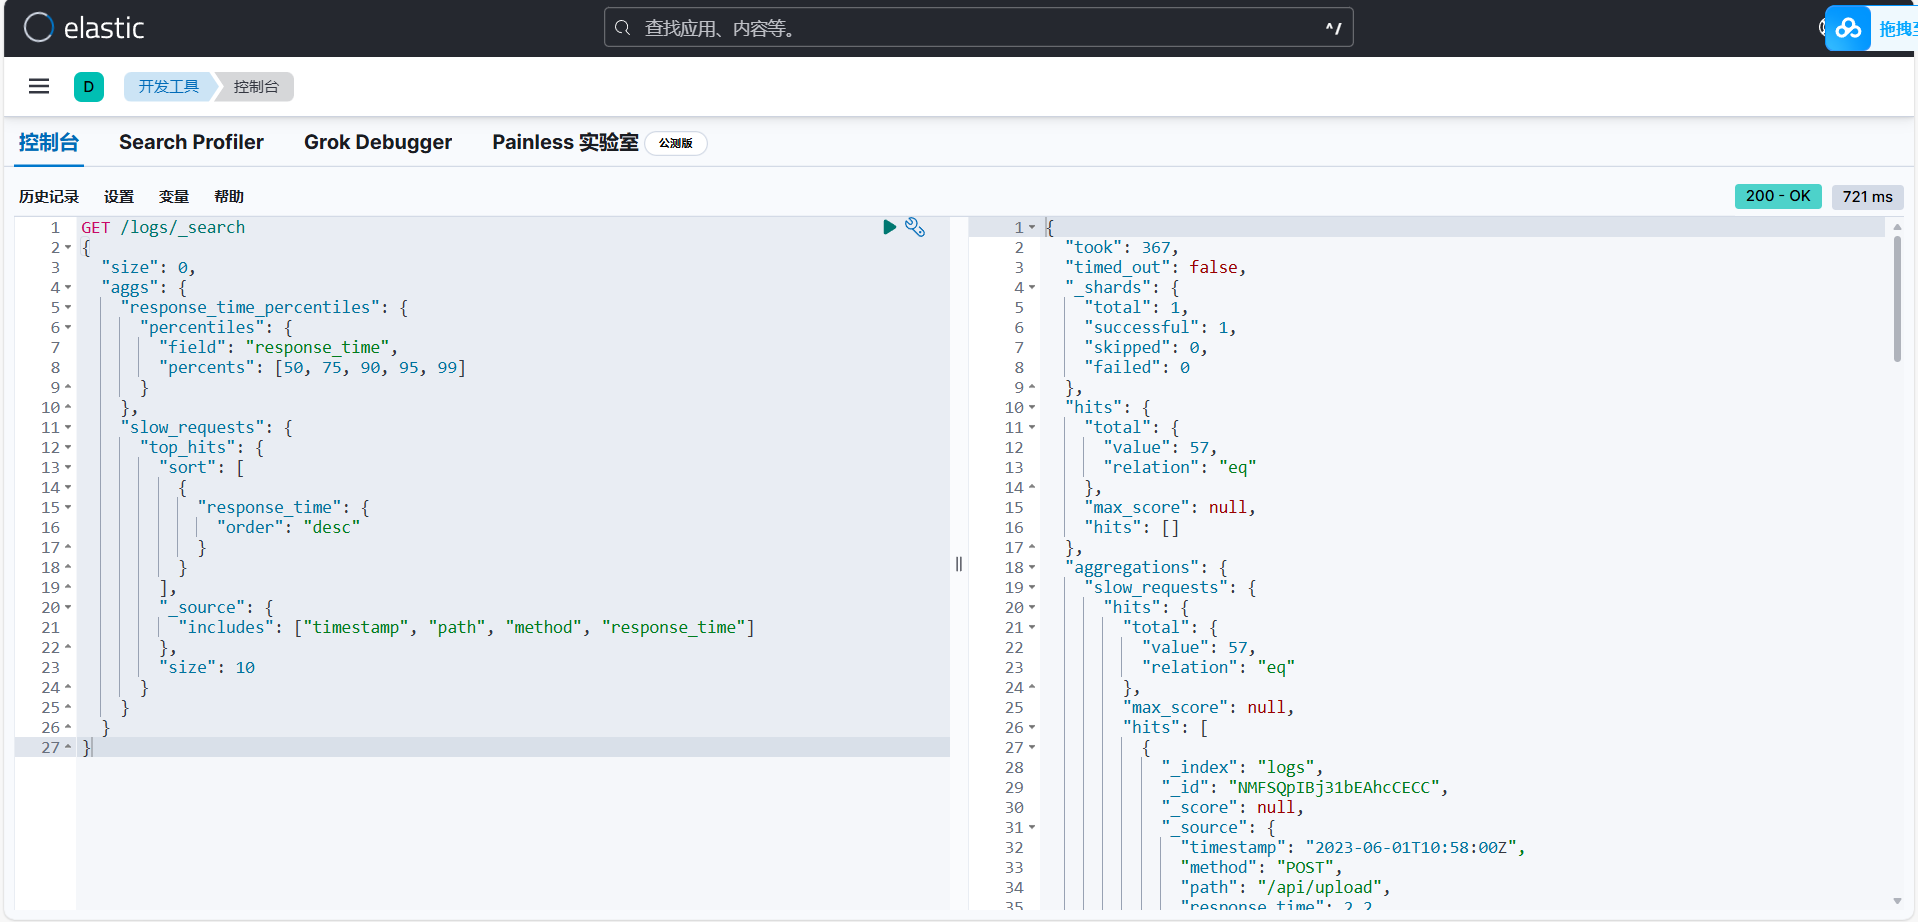 elastic
查找应用、内容等。
^/
拖拽
D
开发工具
控制台
控制台
Search Profiler
Grok Debugger
Painless 实验室
公测版
历史记录
设置
变量
帮助
200 - OK
721 ms
1 GET /logs/_search
2 {
3 "size": 0,
4 "aggs": {
5 "response_time_percentiles": {
6 "percentiles": {
7 "field": "response_time",
8 "percents": [50, 75, 90, 95, 99]
9 }
10 },
11 "slow_requests": {
12 "top_hits": {
13 "sort": [
14 {
15 "response_time": {
16 "order": "desc"
17 }
18 }
19 ],
20 "_source": {
21 "includes": ["timestamp", "path", "method", "response_time"]
22 },
23 "size": 10
24 }
25 }
26 }
27 }
1 {
2 "took": 367,
3 "timed_out": false,
4 "_shards": {
5 "total": 1,
6 "successful": 1,
7 "skipped": 0,
8 "failed": 0
9 },
10 "hits": {
11 "total": {
12 "value": 57,
13 "relation": "eq"
14 },
15 "max_score": null,
16 "hits": []
17 },
18 "aggregations": {
19 "slow_requests": {
20 "hits": {
21 "total": {
22 "value": 57,
23 "relation": "eq"
24 },
25 "max_score": null,
26 "hits": [
27 {
28 "_index": "logs",
29 "_id": "NMFSQpIBj31bEAhcCECC",
30 "_score": null,
31 "_source": {
32 "timestamp": "2023-06-01T10:58:00Z",
33 "method": "POST",
34 "path": "/api/upload",
35 "response_time": 2.2